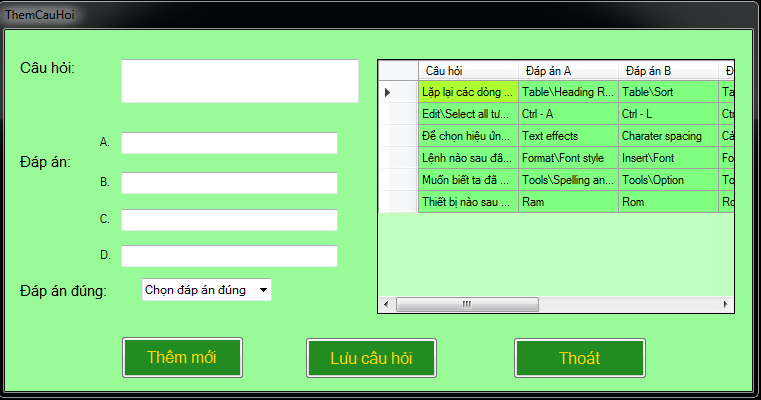 ThemCauHoi
Câu hỏi:
A.
Đáp án:
B.
C.
D.
Đáp án đúng:
Chọn đáp án đúng
Câu hỏi Đáp án A Đáp án B Đ
Lặp lại các dòng ... Table\Heading R... Table\Sort Ta
Edit\Select all tư... Ctrl - A Ctrl - L Ctr
Để chọn hiệu ứn... Text effects Charater spacing Cả
Lệnh nào sau đâ... Format\Font style Insert\Font Fo
Muốn biết ta đã ... Tools\Spelling an... Tools\Option To
Thiết bị nào sau ... Ram Rom Ro
Thêm mới Lưu câu hỏi Thoát